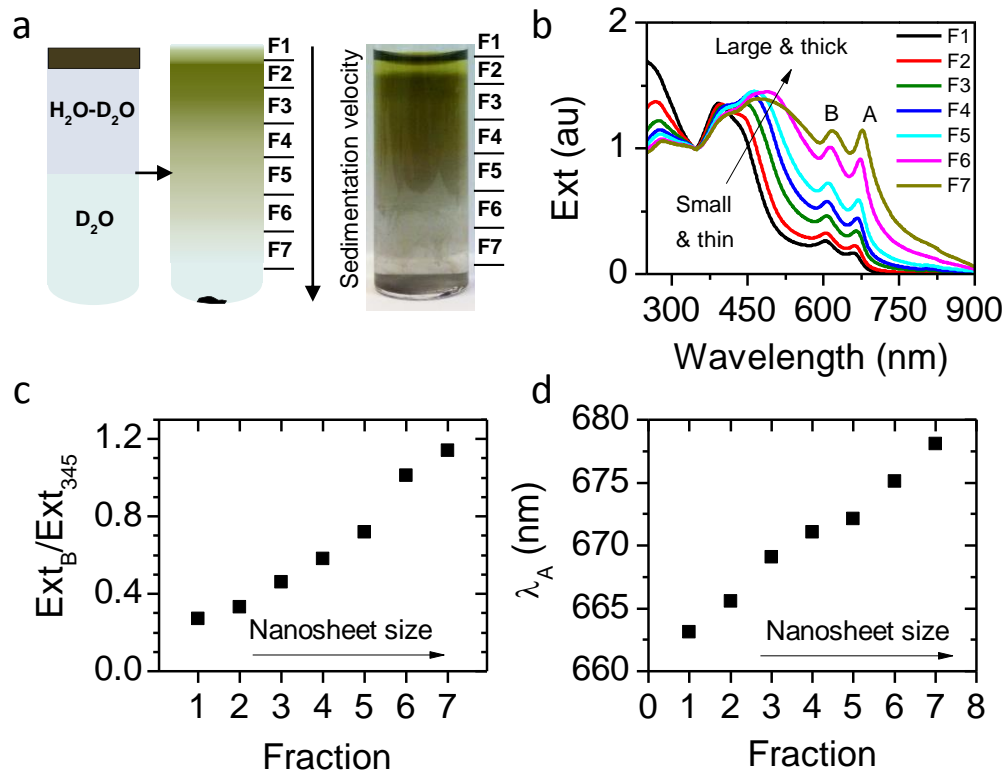 a
H₂O-D₂O
D₂O
F1
F2
F3
F4
F5
F6
F7
Sedimentation velocity
F1
F2
F3
F4
F5
F6
F7
b
Ext (au)
2
1
0
Large & thick
Small
& thin
B
A
F1
F2
F3
F4
F5
F6
F7
300 450 600 750 900
Wavelength (nm)
c
Ext_B/Ext_345
1.2
0.8
0.4
0.0
Nanosheet size
1 2 3 4 5 6 7
Fraction
d
λ_A (nm)
680
675
670
665
660
Nanosheet size
0 1 2 3 4 5 6 7 8
Fraction